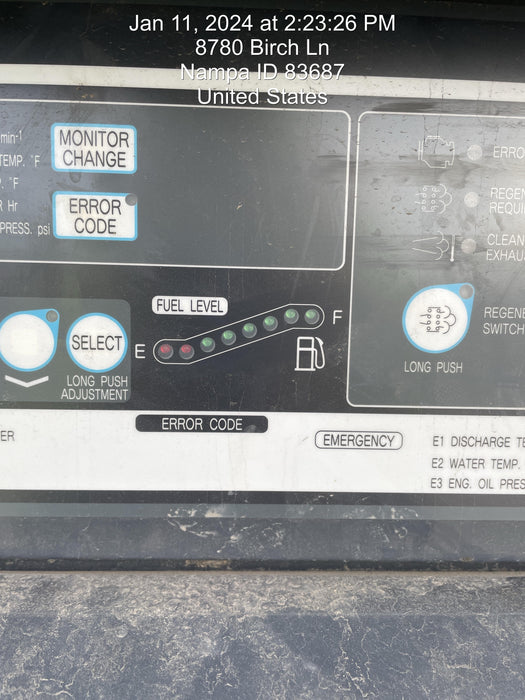 Jan 11, 2024 at 2:23:26 PM
8780 Birch Ln
Nampa ID 83687
United States
min-1
TEMP. °F
. °F
R Hr
PRESS. psi
MONITOR
CHANGE
ERROR
CODE
ERRO
REGEN
REQUI
CLEAN
EXHAU
REGENE
SWITCH
LONG PUSH
FUEL LEVEL
E
F
SELECT
LONG PUSH
ADJUSTMENT
ER
ERROR CODE
EMERGENCY
E1 DISCHARGE TE
E2 WATER TEMP.
E3 ENG. OIL PRES